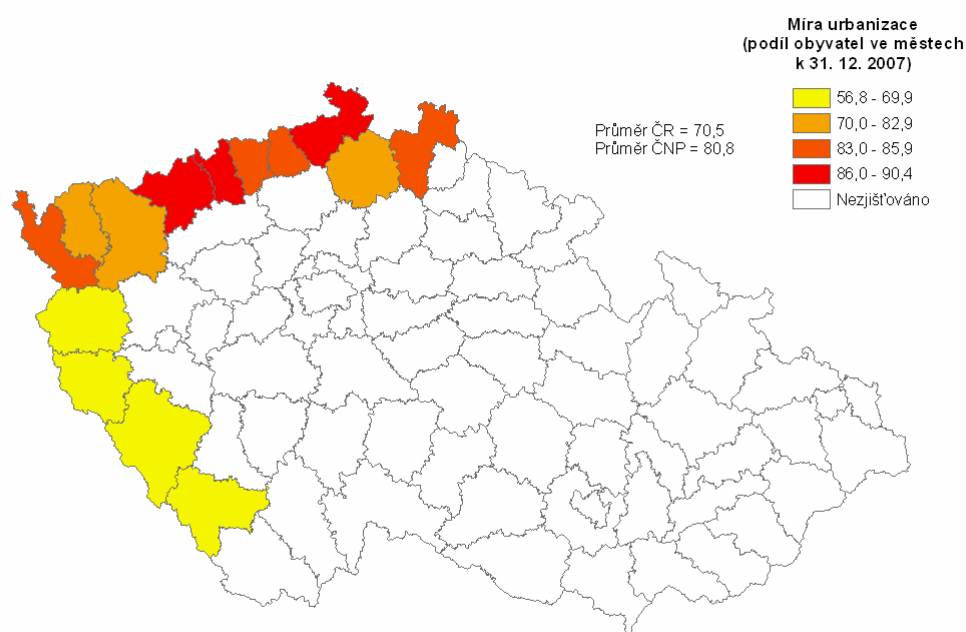 Míra urbanizace
(podíl obyvatel ve městech
k 31. 12. 2007)
56,8 - 69,9
70,0 - 82,9
83,0 - 85,9
86,0 - 90,4
Nezjišťováno
Průměr ČR = 70,5
Průměr ČNP = 80,8